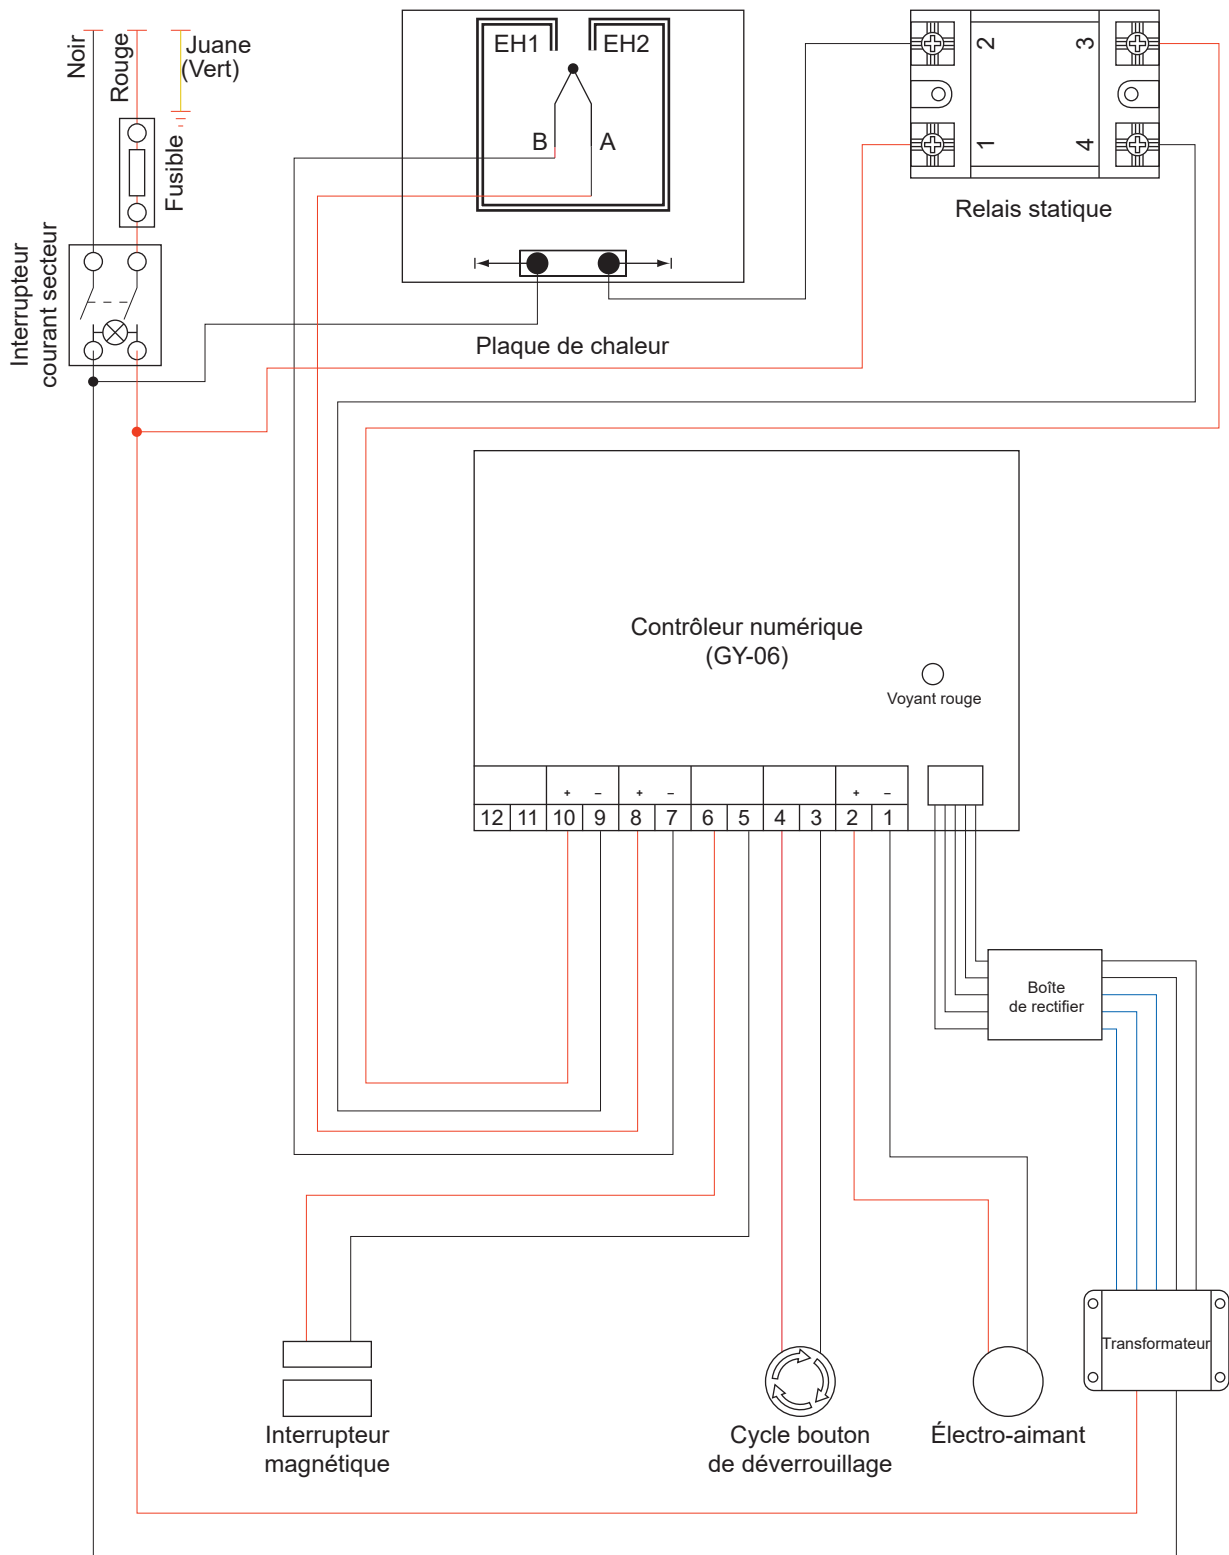 Noir
Rouge
Juane
(Vert)
Fusible
Interrupteur
courant secteur
EH1
EH2
B
A
Plaque de chaleur
2
3
1
4
Relais statique
Contrôleur numérique
(GY-06)
Voyant rouge
+ – + – + –
12 11 10 9 8 7 6 5 4 3 2 1
Boîte
de rectifier
Transformateur
Interrupteur
magnétique
Cycle bouton
de déverrouillage
Électro-aimant